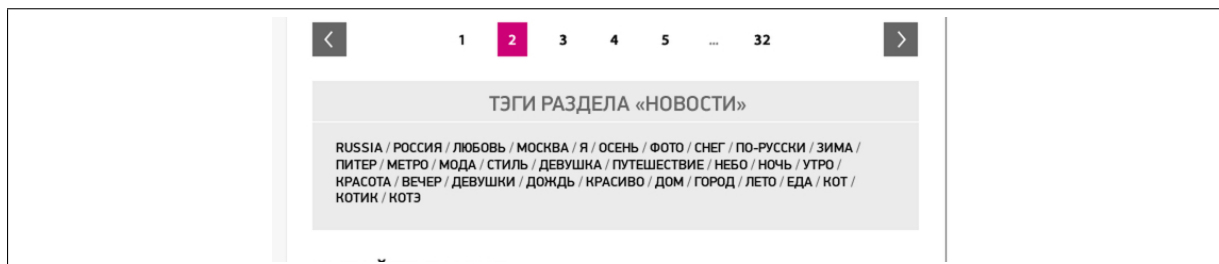 1 2 3 4 5 ... 32
ТЭГИ РАЗДЕЛА «НОВОСТИ»
RUSSIA / РОССИЯ / ЛЮБОВЬ / МОСКВА / Я / ОСЕНЬ / ФОТО / СНЕГ / ПО-РУССКИ / ЗИМА /
ПИТЕР / МЕТРО / МОДА / СТИЛЬ / ДЕВУШКА / ПУТЕШЕСТВИЕ / НЕБО / НОЧЬ / УТРО /
КРАСОТА / ВЕЧЕР / ДЕВУШКИ / ДОЖДЬ / КРАСИВО / ДОМ / ГОРОД / ЛЕТО / ЕДА / КОТ /
КОТИК / КОТЭ